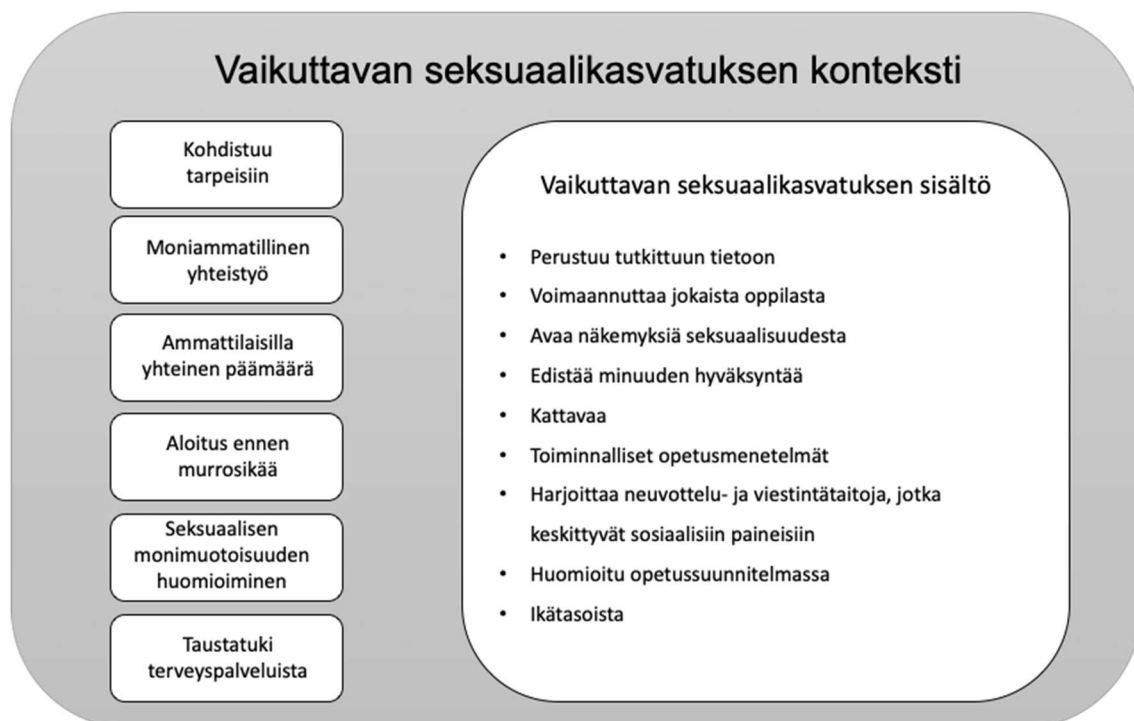 Vaikuttavan seksuaalikasvatuksen konteksti
Kohdistuu
tarpeisiin
Moniammatillinen
yhteistyö
Ammattilaisilla
yhteinen päämäärä
Aloitus ennen
murrosikää
Seksuaalisen
monimuotoisuuden
huomioiminen
Taustatuki
terveyspalveluista
Vaikuttavan seksuaalikasvatuksen sisältö
• Perustuu tutkittuun tietoon
• Voimaannuttaa jokaista oppilasta
• Avaa näkemyksiä seksuaalisuudesta
• Edistää minuuden hyväksyntää
• Kattavaa
• Toiminnalliset opetusmenetelmät
• Harjoittaa neuvottelu- ja viestintätaitoja, jotka
keskittyvät sosiaalisiin paineisiin
• Huomioitu opetussuunnitelmassa
• Ikätasoista